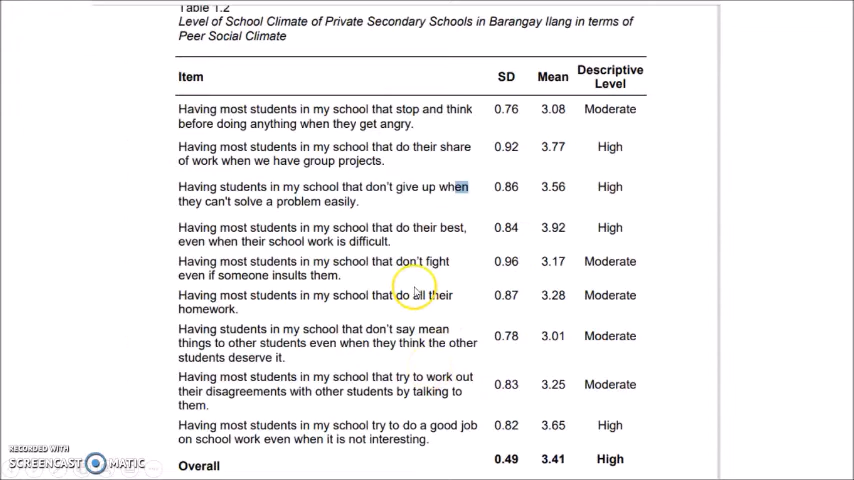 Table 1.2
Level of School Climate of Private Secondary Schools in Barangay Ilang in terms of
Peer Social Climate
Item SD Mean Descriptive
Level
Having most students in my school that stop and think 0.76 3.08 Moderate
before doing anything when they get angry.
Having most students in my school that do their share 0.92 3.77 High
of work when we have group projects.
Having students in my school that don't give up when 0.86 3.56 High
they can't solve a problem easily.
Having most students in my school that do their best, 0.84 3.92 High
even when their school work is difficult.
Having most students in my school that don't fight 0.96 3.17 Moderate
even if someone insults them.
Having most students in my school that do all their 0.87 3.28 Moderate
homework.
Having students in my school that don't say mean
things to other students even when they think the other 0.78 3.01 Moderate
students deserve it.
Having most students in my school that try to work out
their disagreements with other students by talking to 0.83 3.25 Moderate
them.
Having most students in my school try to do a good job 0.82 3.65 High
on school work even when it is not interesting.
Overall 0.49 3.41 High
RECORDED WITH
SCREENCAST MATIC